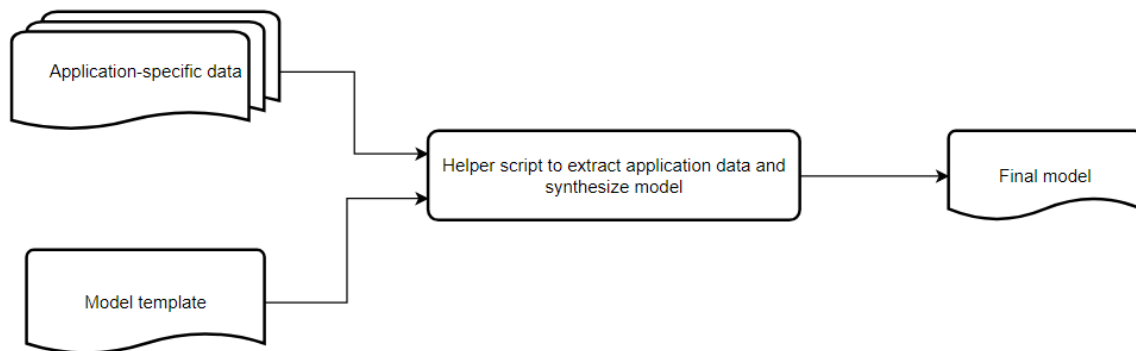 Application-specific data
Helper script to extract application data and
synthesize model
Final model
Model template